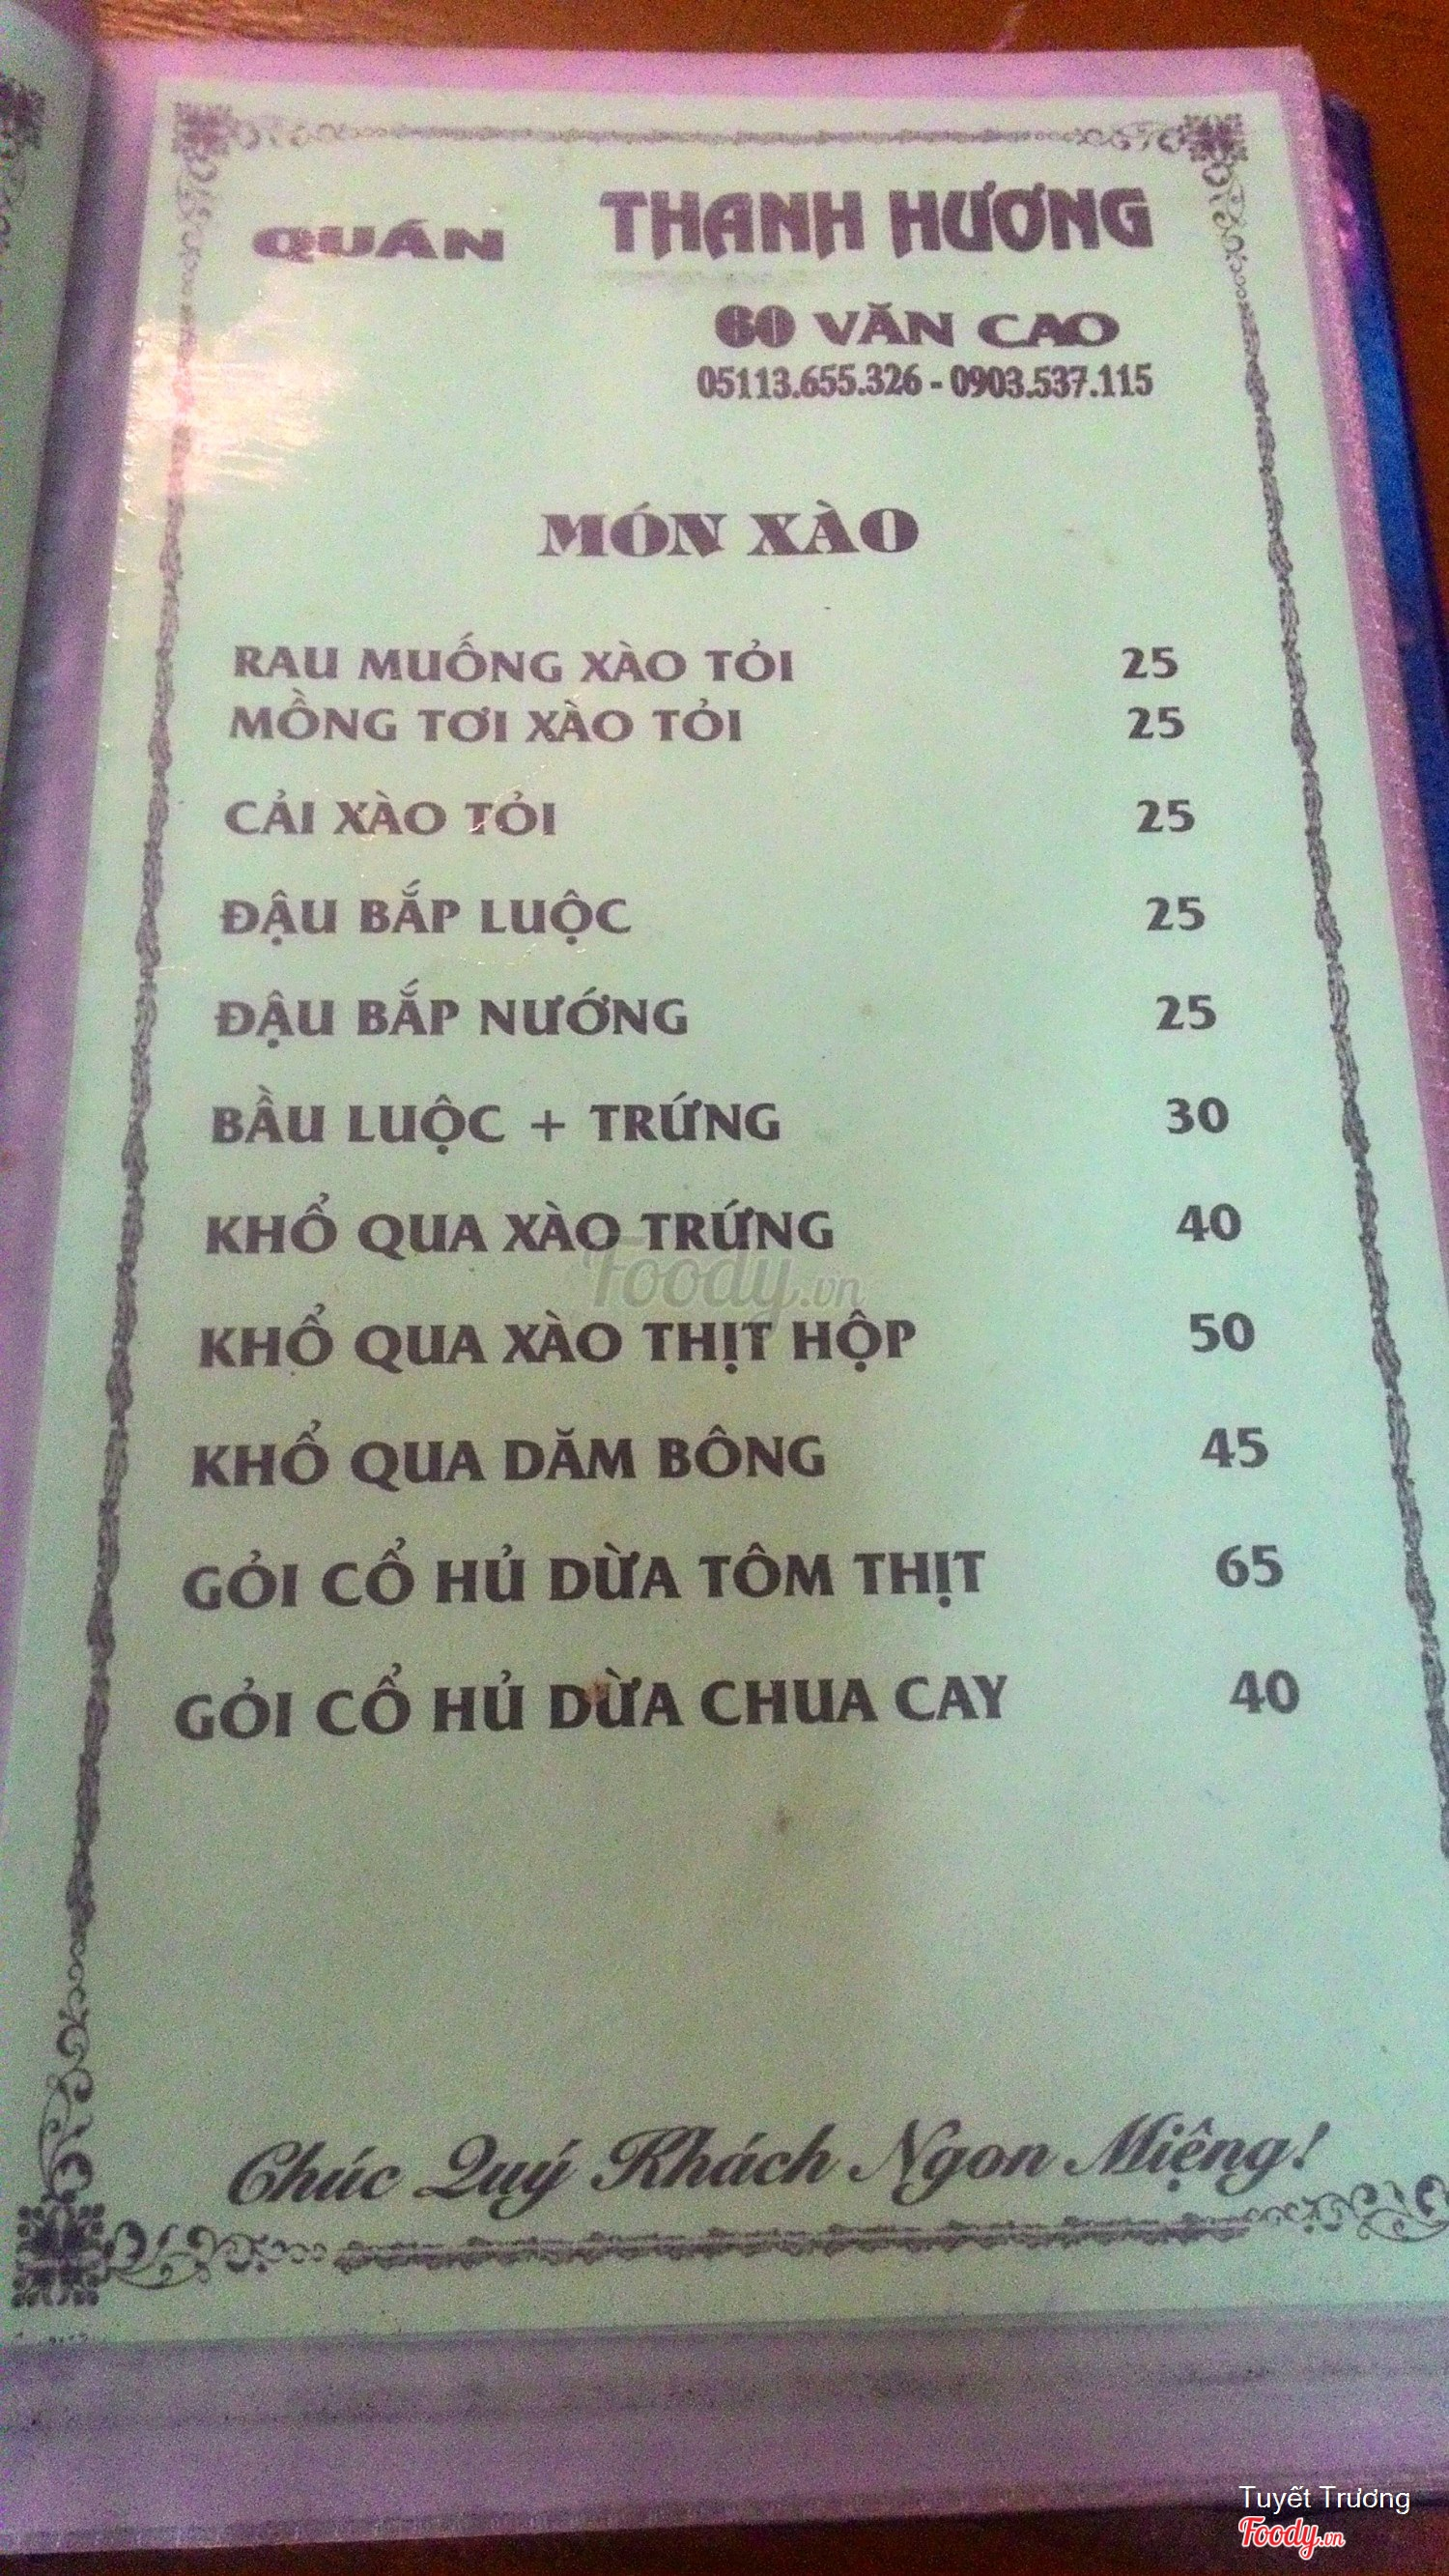 QUÁN THANH HƯƠNG
60 VĂN CAO
05113.655.326 - 0903.537.115
MÓN XÀO
RAU MUỐNG XÀO TỎI 25
MỒNG TƠI XÀO TỎI 25
CẢI XÀO TỎI 25
ĐẬU BẮP LUỘC 25
ĐẬU BẮP NƯỚNG 25
BẦU LUỘC + TRỨNG 30
KHỔ QUA XÀO TRỨNG 40
Foody.vn
KHỔ QUA XÀO THỊT HỘP 50
KHỔ QUA DĂM BÔNG 45
GỎI CỔ HỦ DỪA TÔM THỊT 65
GỎI CỔ HỦ DỪA CHUA CAY 40
Chúc Quý Khách Ngon Miệng!
Tuyết Trương
Foody.vn